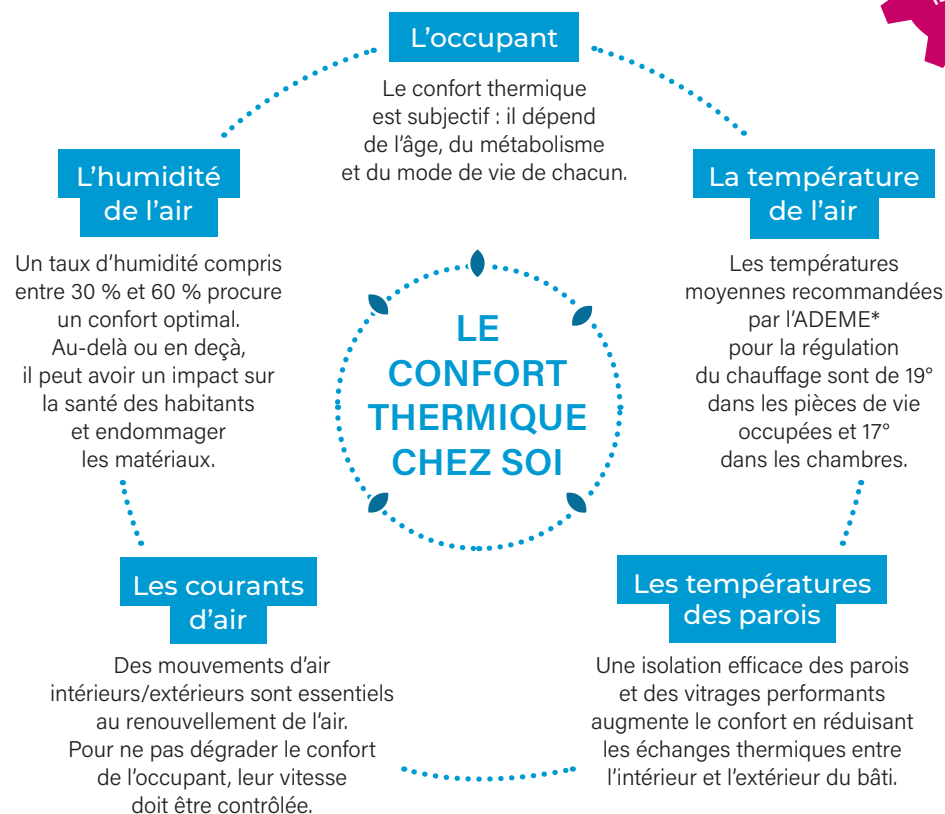 L'occupant
Le confort thermique
est subjectif : il dépend
de l'âge, du métabolisme
et du mode de vie de chacun.
L'humidité
de l'air
Un taux d'humidité compris
entre 30 % et 60 % procure
un confort optimal.
Au-delà ou en deçà,
il peut avoir un impact sur
la santé des habitants
et endommager
les matériaux.
La température
de l'air
Les températures
moyennes recommandées
par l'ADEME*
pour la régulation
du chauffage sont de 19°
dans les pièces de vie
occupées et 17°
dans les chambres.
LE
CONFORT
THERMIQUE
CHEZ SOI
Les courants
d'air
Des mouvements d'air
intérieurs/extérieurs sont essentiels
au renouvellement de l'air.
Pour ne pas dégrader le confort
de l'occupant, leur vitesse
doit être contrôlée.
Les températures
des parois
Une isolation efficace des parois
et des vitrages performants
augmente le confort en réduisant
les échanges thermiques entre
l'intérieur et l'extérieur du bâti.